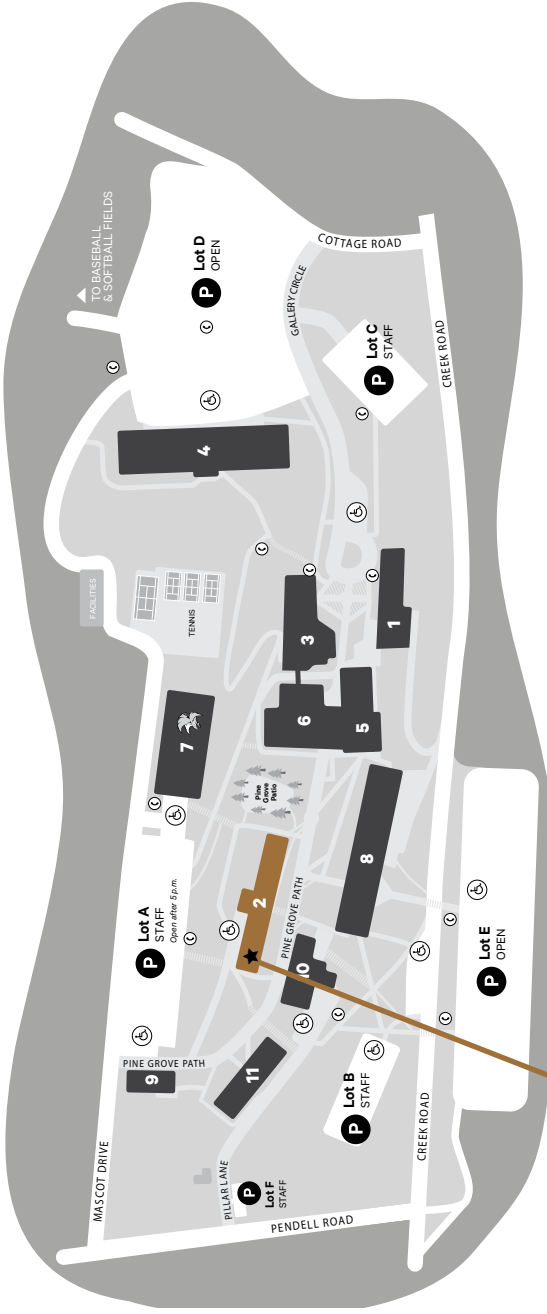 TO BASEBALL
& SOFTBALL FIELDS
P
Lot D
OPEN
COTTAGE ROAD
GALLERY CIRCLE
P
Lot C
STAFF
CREEK ROAD
4
FACILITIES
TENNIS
3
1
7
6
5
Pine
Grove
Patio
8
2
P
Lot A
STAFF
Open after 5 p.m.
PINE GROVE PATH
10
P
Lot E
OPEN
PINE GROVE PATH
9
11
P
Lot B
STAFF
MASCOT DRIVE
PILLAR LANE
P
Lot F
STAFF
CREEK ROAD
PENDELL ROAD